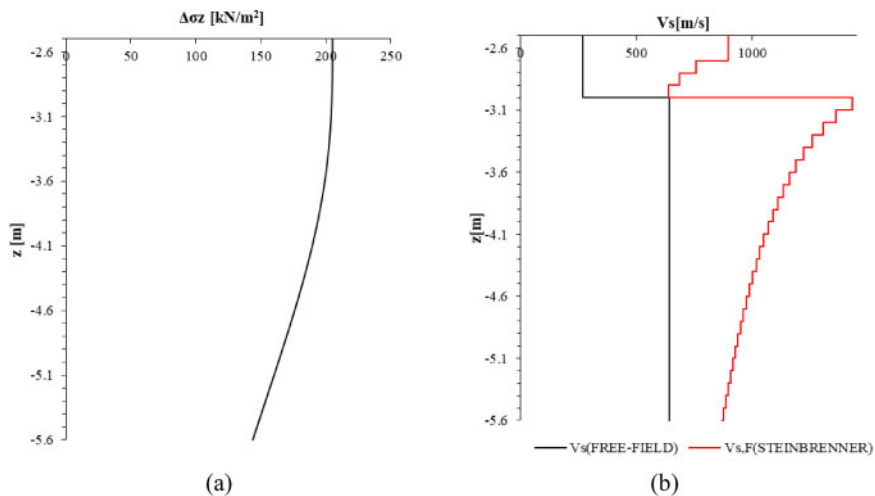 Δσz [kN/m²]
0 50 100 150 200 250
-2.6
-3.1
-3.6
-4.1
-4.6
-5.1
-5.6
z [m]
(a)
Vs[m/s]
0 500 1000
-2.6
-3.1
-3.6
-4.1
-4.6
-5.1
-5.6
z[m]
Vs(FREE-FIELD) Vs,F(STEINBRENNER)
(b)